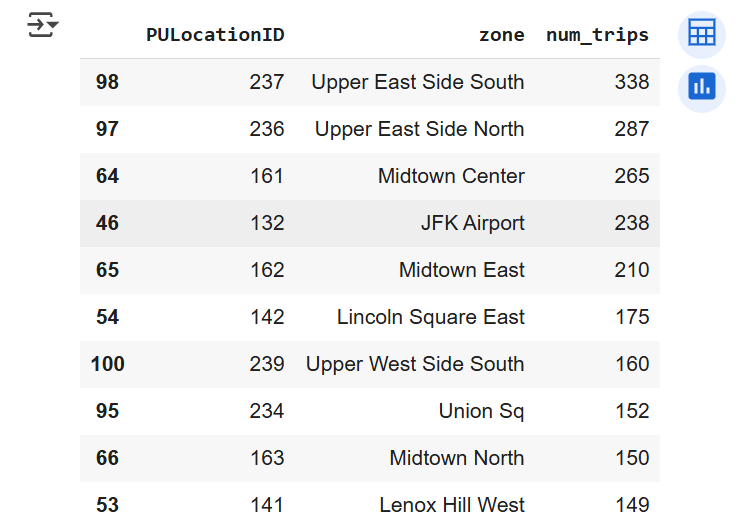 PULocationID zone num_trips
98 237 Upper East Side South 338
97 236 Upper East Side North 287
64 161 Midtown Center 265
46 132 JFK Airport 238
65 162 Midtown East 210
54 142 Lincoln Square East 175
100 239 Upper West Side South 160
95 234 Union Sq 152
66 163 Midtown North 150
53 141 Lenox Hill West 149